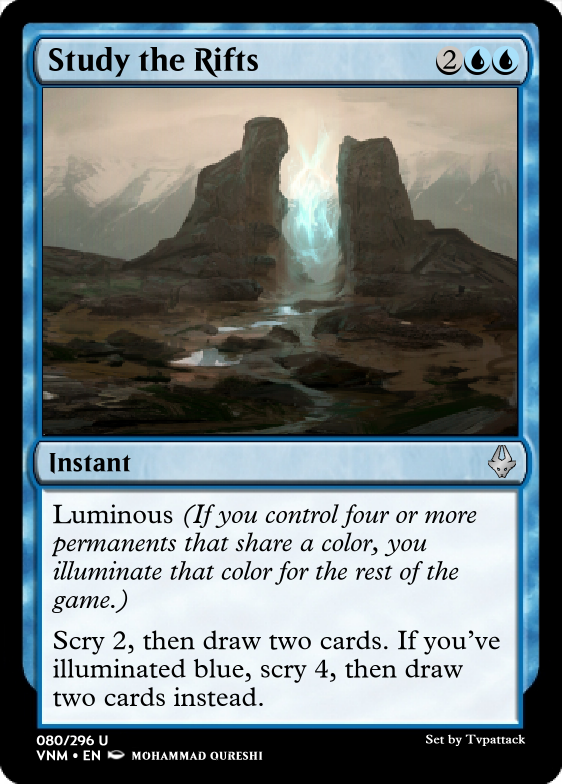 Study the Rifts 2
Instant
Luminous (If you control four or more
permanents that share a color, you
illuminate that color for the rest of the
game.)
Scry 2, then draw two cards. If you've
illuminated blue, scry 4, then draw
two cards instead.
080/296 U
Set by Tvpattack
VNM • EN MOHAMMAD QURESHI